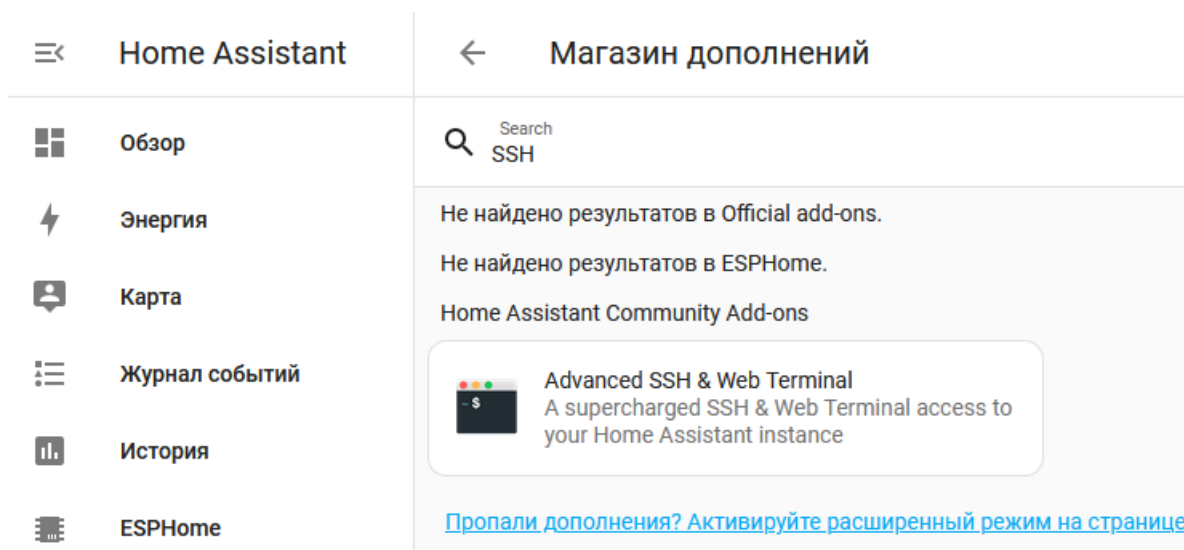 Home Assistant
Магазин дополнений
Обзор
Энергия
Карта
Журнал событий
История
ESPHome
Search
SSH
Не найдено результатов в Official add-ons.
Не найдено результатов в ESPHome.
Home Assistant Community Add-ons
~ $
Advanced SSH & Web Terminal
A supercharged SSH & Web Terminal access to
your Home Assistant instance
Пропали дополнения? Активируйте расширенный режим на странице